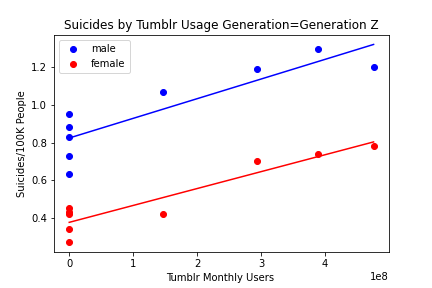 Suicides by Tumblr Usage Generation=Generation Z
male
female
Suicides/100K People
1.2
1.0
0.8
0.6
0.4
0 1 2 3 4
1e8
Tumblr Monthly Users